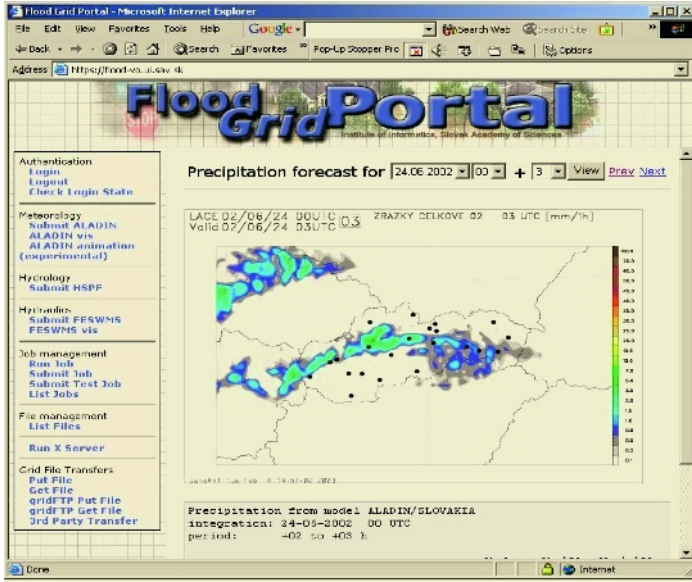 Flood Grid Portal - Microsoft Internet Explorer
File Edit View Favorites Tools Help Google Search Web Search Site
Back Search Favorites Pop-Up Stopper Pro Options
Address
Flood Grid Portal
Institute of Informatics, Slovak Academy of Sciences
Authentication
Login
Logout
Check Login State
Meteorology
Submit ALADIN
ALADIN vis
ALADIN animation
(experimental)
Hydrology
Submit HSPF
Hydraulics
Submit FESWMS
FESWMS vis
Job management
Run Job
Submit Job
Submit Test Job
List Jobs
File management
List Files
Run X Server
Grid File Transfers
Put File
Get File
gridFTP Put File
gridFTP Get File
3rd Party Transfer
Precipitation forecast for 24.06.2002 00 + 3 View Prev Next
LACE 02/06/24 00UTC 03 ZRAZKY CELKOVE 02 03 UTC [mm/1h]
Valid 02/06/24 03UTC
Precipitation from model ALADIN/SLOVAKIA
integration: 24-06-2002 00 UTC
period: +02 to +03 h
Done Internet